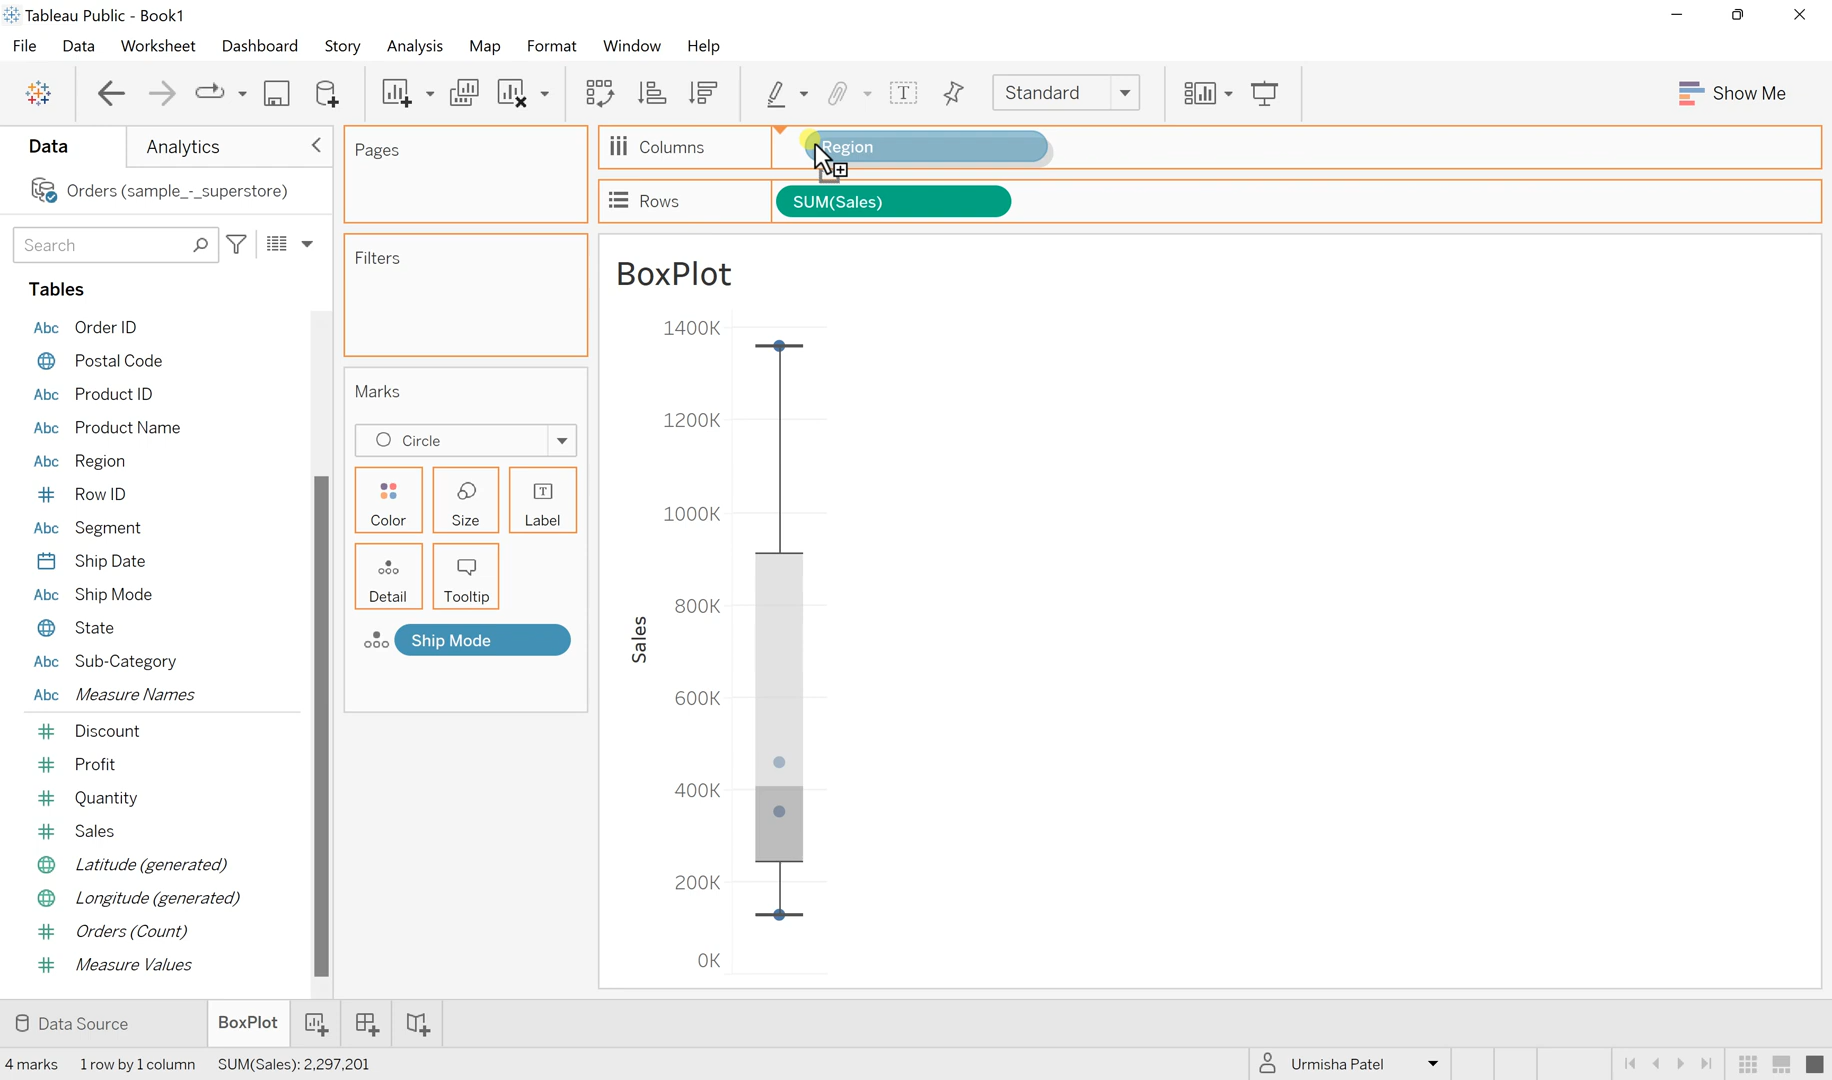 Tableau Public - Book1
File Data Worksheet Dashboard Story Analysis Map Format Window Help
Standard
Show Me
Data
Analytics
Orders (sample_-_superstore)
Search
Tables
Abc Order ID
Postal Code
Abc Product ID
Abc Product Name
Abc Region
Row ID
Abc Segment
Ship Date
Abc Ship Mode
State
Abc Sub-Category
Abc Measure Names
Discount
Profit
Quantity
Sales
Latitude (generated)
Longitude (generated)
Orders (Count)
Measure Values
Pages
Filters
Marks
Circle
Color Size Label
Detail Tooltip
Ship Mode
Columns
Region
Rows
SUM(Sales)
BoxPlot
1400K
1200K
1000K
800K
600K
400K
200K
0K
Sales
Data Source
BoxPlot
4 marks 1 row by 1 column SUM(Sales): 2,297,201
Urmisha Patel